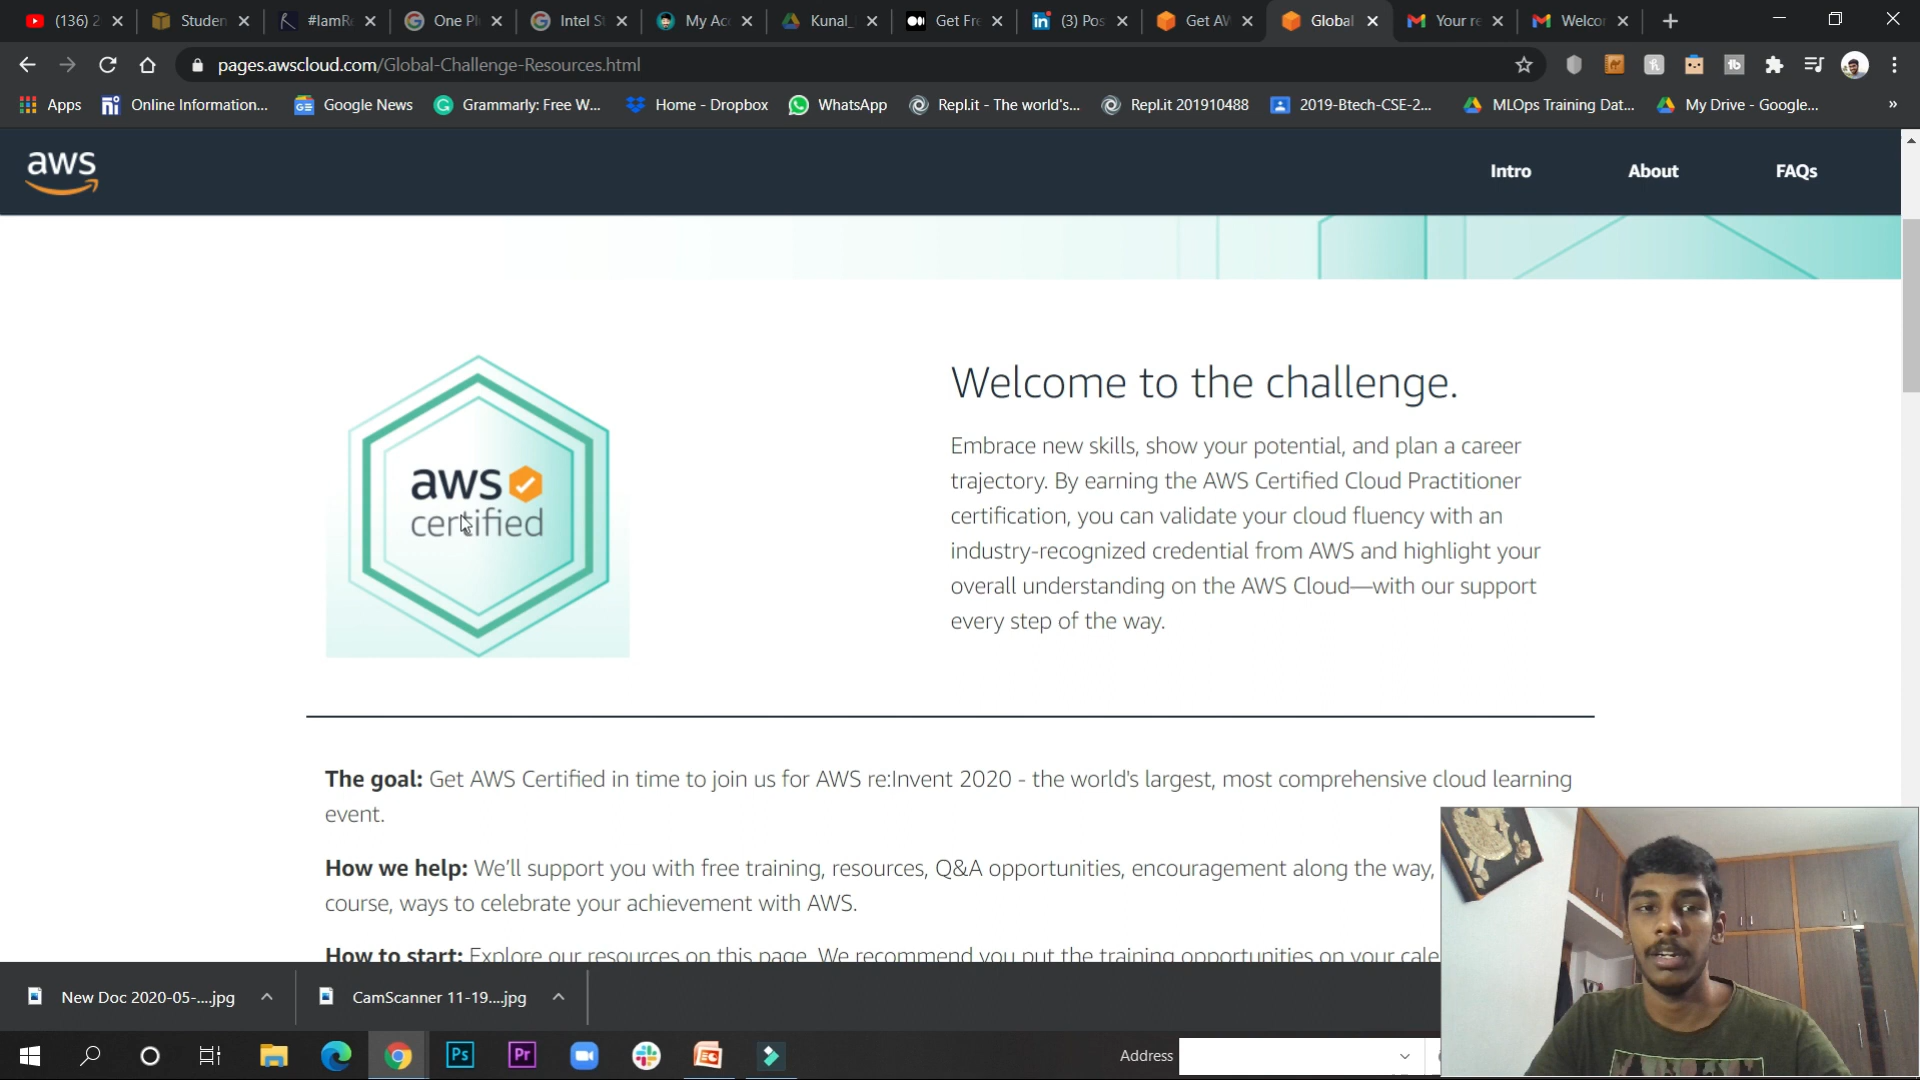 (136) 2
Studen
#IamRe
One Pl
Intel St
My Acc
Kunal_
Get Fre
(3) Pos
Get AW
Global
Your re
Welcor
pages.awscloud.com/Global-Challenge-Resources.html
Apps
Online Information...
Google News
Grammarly: Free W...
Home - Dropbox
WhatsApp
Repl.it - The world's...
Repl.it 201910488
2019-Btech-CSE-2...
MLOps Training Dat...
My Drive - Google...
»
aws
Intro
About
FAQs
aws
certified
Welcome to the challenge.
Embrace new skills, show your potential, and plan a career
trajectory. By earning the AWS Certified Cloud Practitioner
certification, you can validate your cloud fluency with an
industry-recognized credential from AWS and highlight your
overall understanding on the AWS Cloud—with our support
every step of the way.
The goal: Get AWS Certified in time to join us for AWS re:Invent 2020 - the world's largest, most comprehensive cloud learning
event.
How we help: We'll support you with free training, resources, Q&A opportunities, encouragement along the way,
course, ways to celebrate your achievement with AWS.
How to start: Explore our resources on this page. We recommend you put the training opportunities on your cale
New Doc 2020-05-....jpg
CamScanner 11-19....jpg
Ps
Pr
Address